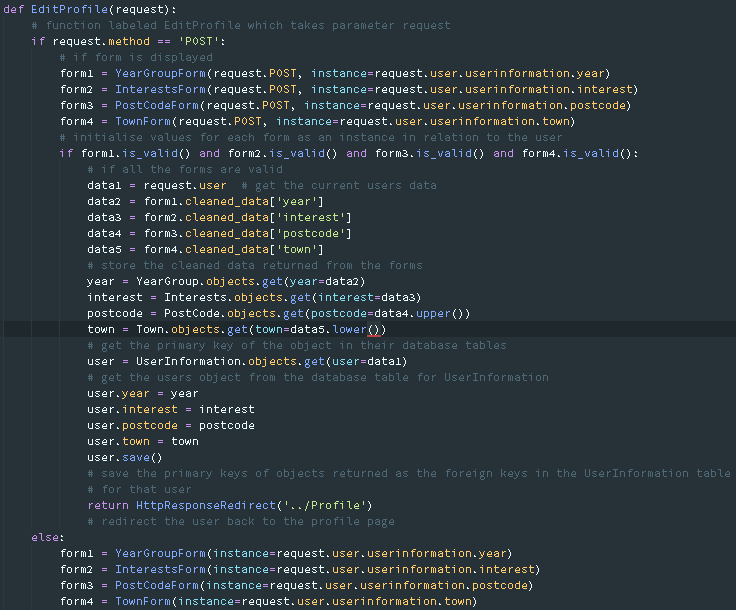 def EditProfile(request):
    # function labeled EditProfile which takes parameter request
    if request.method == 'POST':
        # if form is displayed
        form1 = YearGroupForm(request.POST, instance=request.user.userinformation.year)
        form2 = InterestsForm(request.POST, instance=request.user.userinformation.interest)
        form3 = PostCodeForm(request.POST, instance=request.user.userinformation.postcode)
        form4 = TownForm(request.POST, instance=request.user.userinformation.town)
        # initialise values for each form as an instance in relation to the user
        if form1.is_valid() and form2.is_valid() and form3.is_valid() and form4.is_valid():
            # if all the forms are valid
            data1 = request.user  # get the current users data
            data2 = form1.cleaned_data['year']
            data3 = form2.cleaned_data['interest']
            data4 = form3.cleaned_data['postcode']
            data5 = form4.cleaned_data['town']
            # store the cleaned data returned from the forms
            year = YearGroup.objects.get(year=data2)
            interest = Interests.objects.get(interest=data3)
            postcode = PostCode.objects.get(postcode=data4.upper())
            town = Town.objects.get(town=data5.lower())
            # get the primary key of the object in their database tables
            user = UserInformation.objects.get(user=data1)
            # get the users object from the database table for UserInformation
            user.year = year
            user.interest = interest
            user.postcode = postcode
            user.town = town
            user.save()
            # save the primary keys of objects returned as the foreign keys in the UserInformation table
            # for that user
            return HttpResponseRedirect('../Profile')
            # redirect the user back to the profile page
    else:
        form1 = YearGroupForm(instance=request.user.userinformation.year)
        form2 = InterestsForm(instance=request.user.userinformation.interest)
        form3 = PostCodeForm(instance=request.user.userinformation.postcode)
        form4 = TownForm(instance=request.user.userinformation.town)